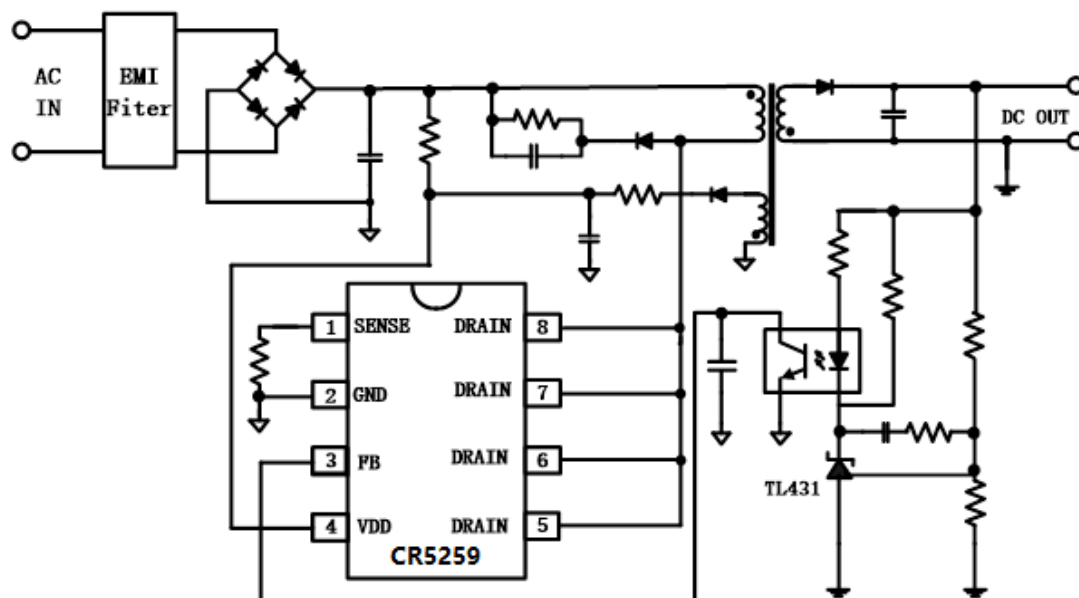 AC
IN
EMI
Fiter
DC OUT
1 SENSE DRAIN 8
2 GND DRAIN 7
3 FB DRAIN 6
4 VDD DRAIN 5
CR5259
TL431